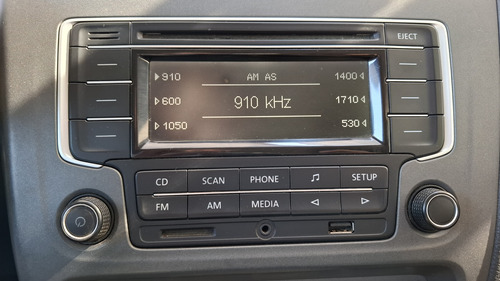 EJECT
▷910 AM AS 1400◁
▷600 910 kHz 1710◁
▷1050 530◁
CD SCAN PHONE ♫ SETUP
FM AM MEDIA ◁ ▷